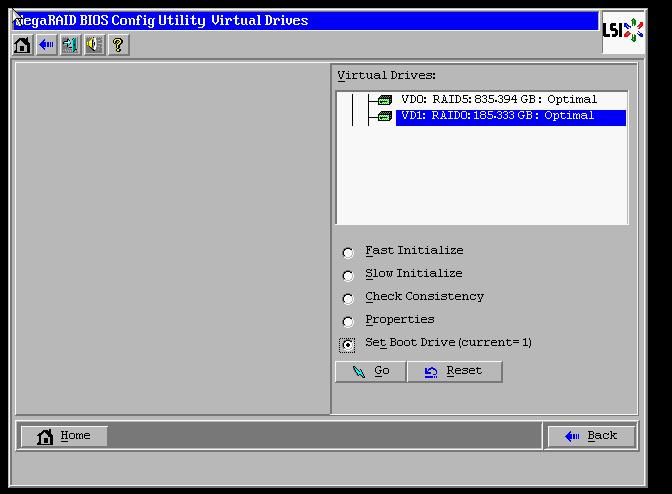 MegaRAID BIOS Config Utility Virtual Drives
LSI
Virtual Drives:
VD0: RAID5: 835.394 GB: Optimal
VD1: RAID0: 185.333 GB: Optimal
Fast Initialize
Slow Initialize
Check Consistency
Properties
Set Boot Drive (current= 1)
Go
Reset
Home
Back